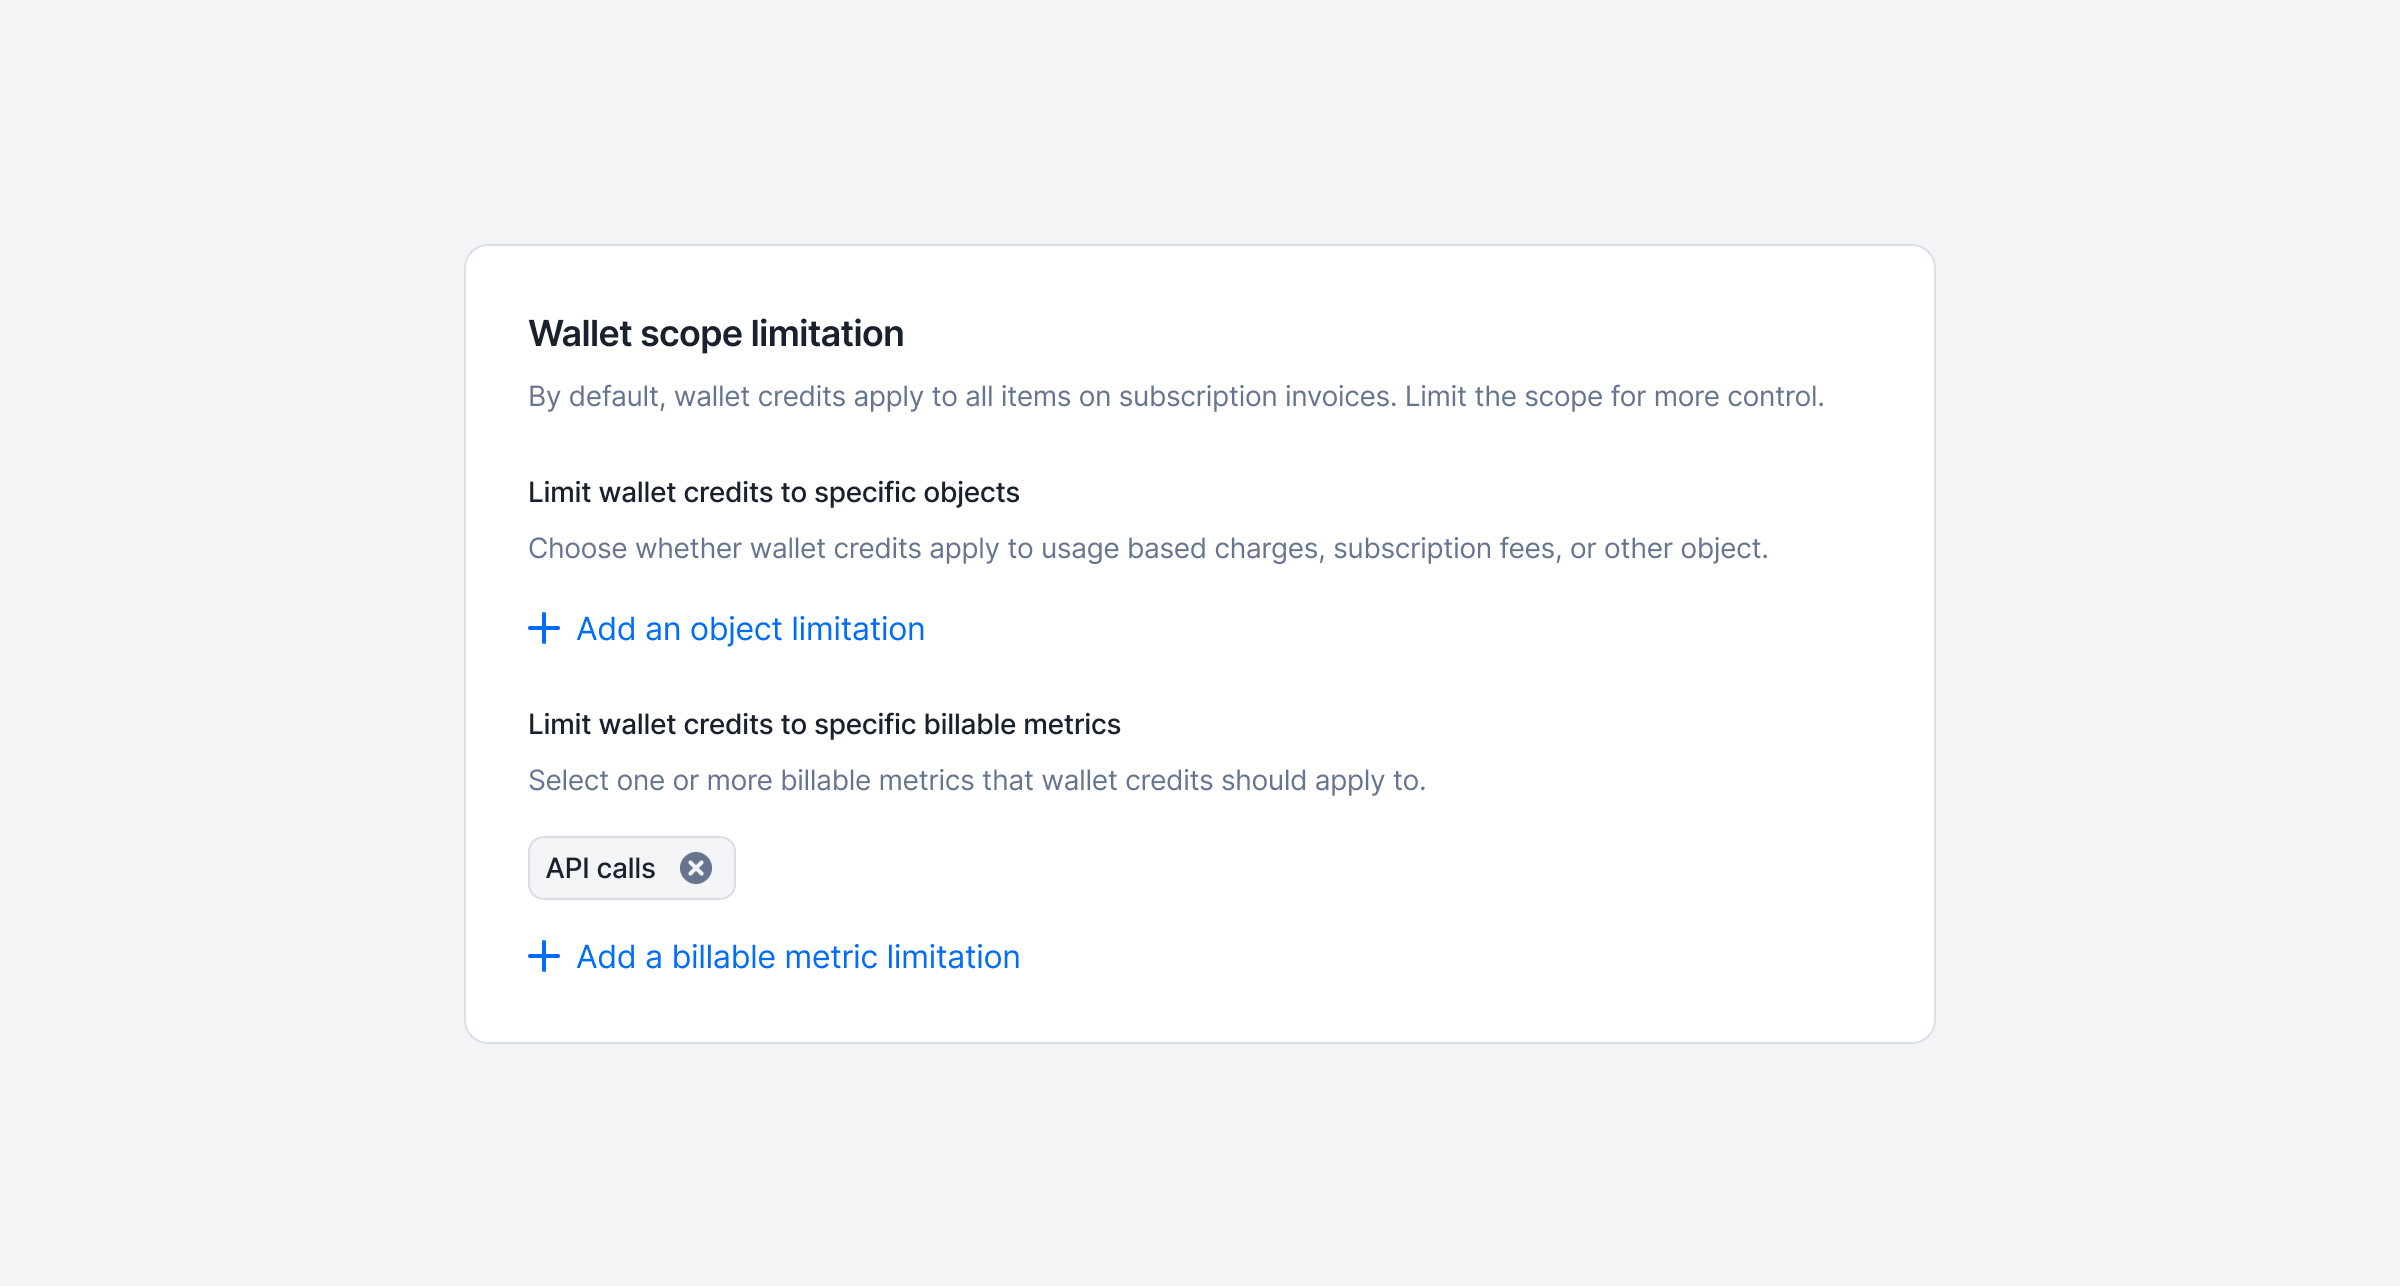 Wallet scope limitation
By default, wallet credits apply to all items on subscription invoices. Limit the scope for more control.
Limit wallet credits to specific objects
Choose whether wallet credits apply to usage based charges, subscription fees, or other object.
Add an object limitation
Limit wallet credits to specific billable metrics
Select one or more billable metrics that wallet credits should apply to.
API calls
Add a billable metric limitation